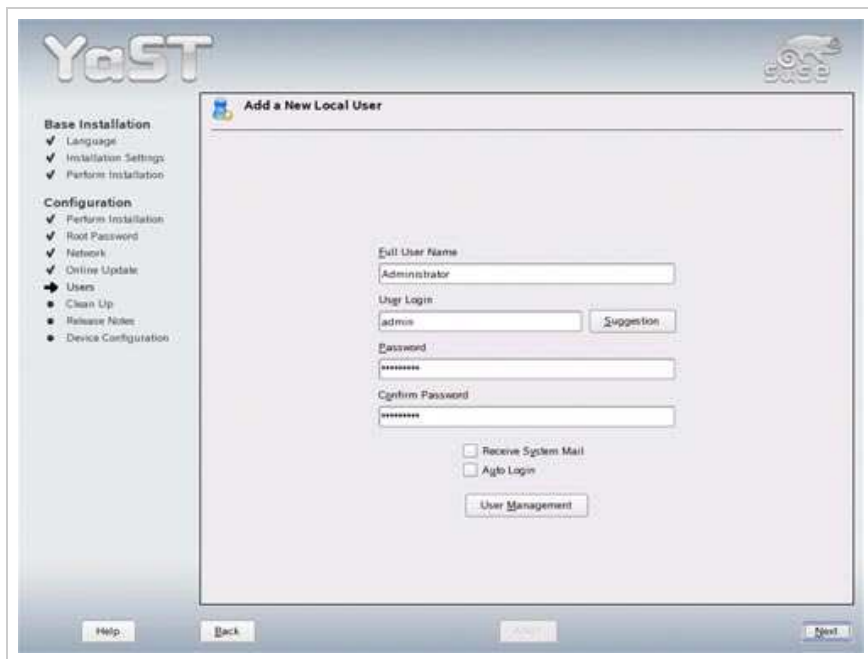 YaST
SUSE
Base Installation
Language
Installation Settings
Perform Installation
Configuration
Perform Installation
Root Password
Network
Online Update
Users
Clean Up
Release Notes
Device Configuration
Add a New Local User
Full User Name
Administrator
User Login
admin
Suggestion
Password
•••••••••
Confirm Password
•••••••••
Receive System Mail
Auto Login
User Management
Help
Back
Abort
Next